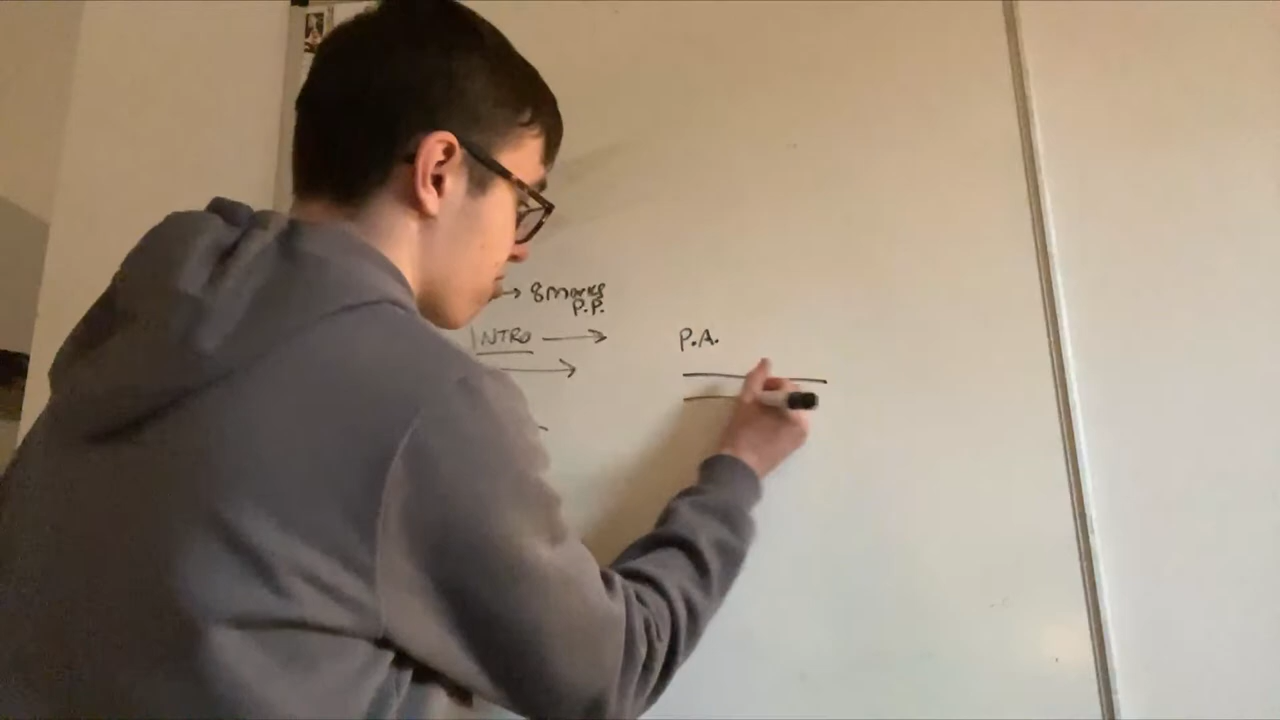 → 8 marks
P.P.
INTRO →
P.A.